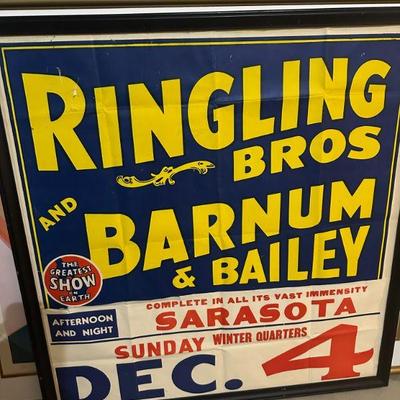 RINGLING
BROS
AND
BARNUM
& BAILEY
THE
GREATEST
SHOW
ON
EARTH
COMPLETE IN ALL ITS VAST IMMENSITY
SARASOTA
AFTERNOON
AND NIGHT
SUNDAY WINTER QUARTERS
DEC. 4